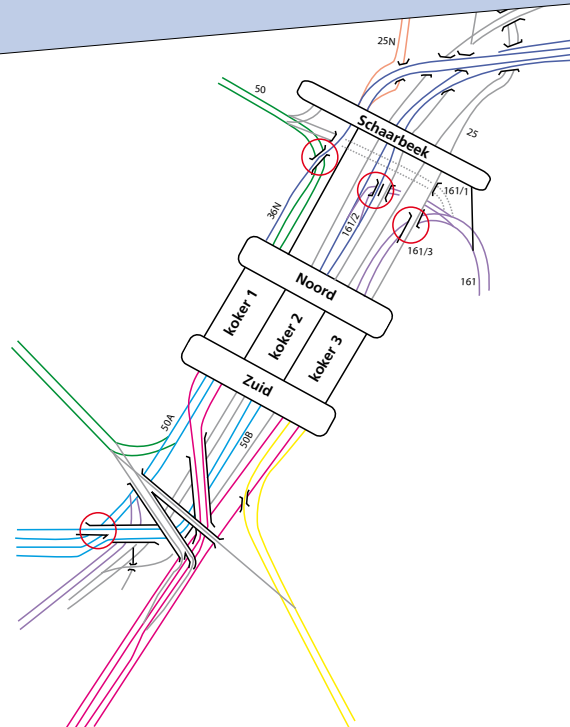 25N
50
Schaarbeek
25
161/1
36N
161/2
161/3
161
Noord
koker 1
koker 2
koker 3
Zuid
50A
50B